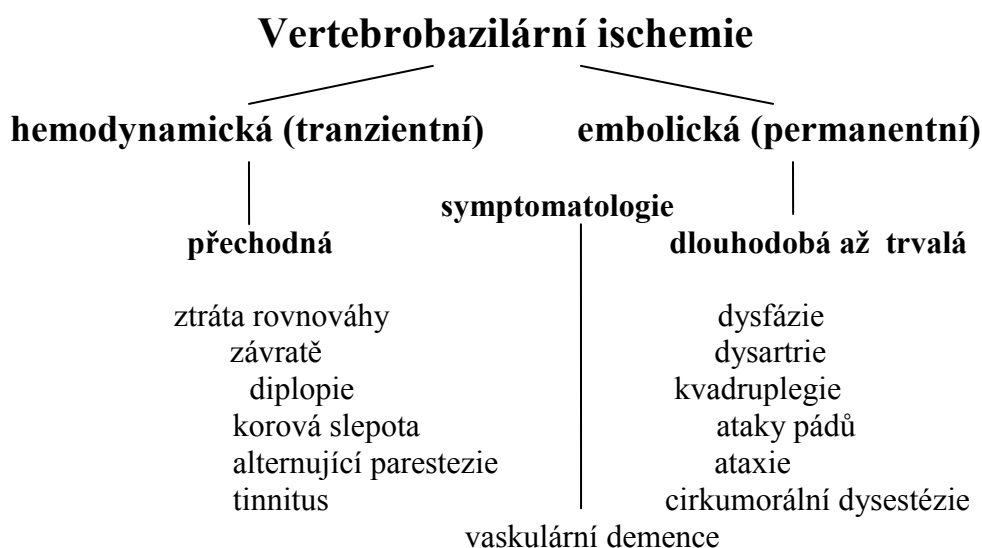 Vertebrobazilární ischemie
hemodynamická (tranzientní) embolická (permanentní)
symptomatologie
přechodná dlouhodobá až trvalá
ztráta rovnováhy dysfázie
závratě dysartrie
diplopie kvadruplegie
korová slepota ataky pádů
alternující parestezie ataxie
tinnitus cirkumorální dysestézie
vaskulární demence